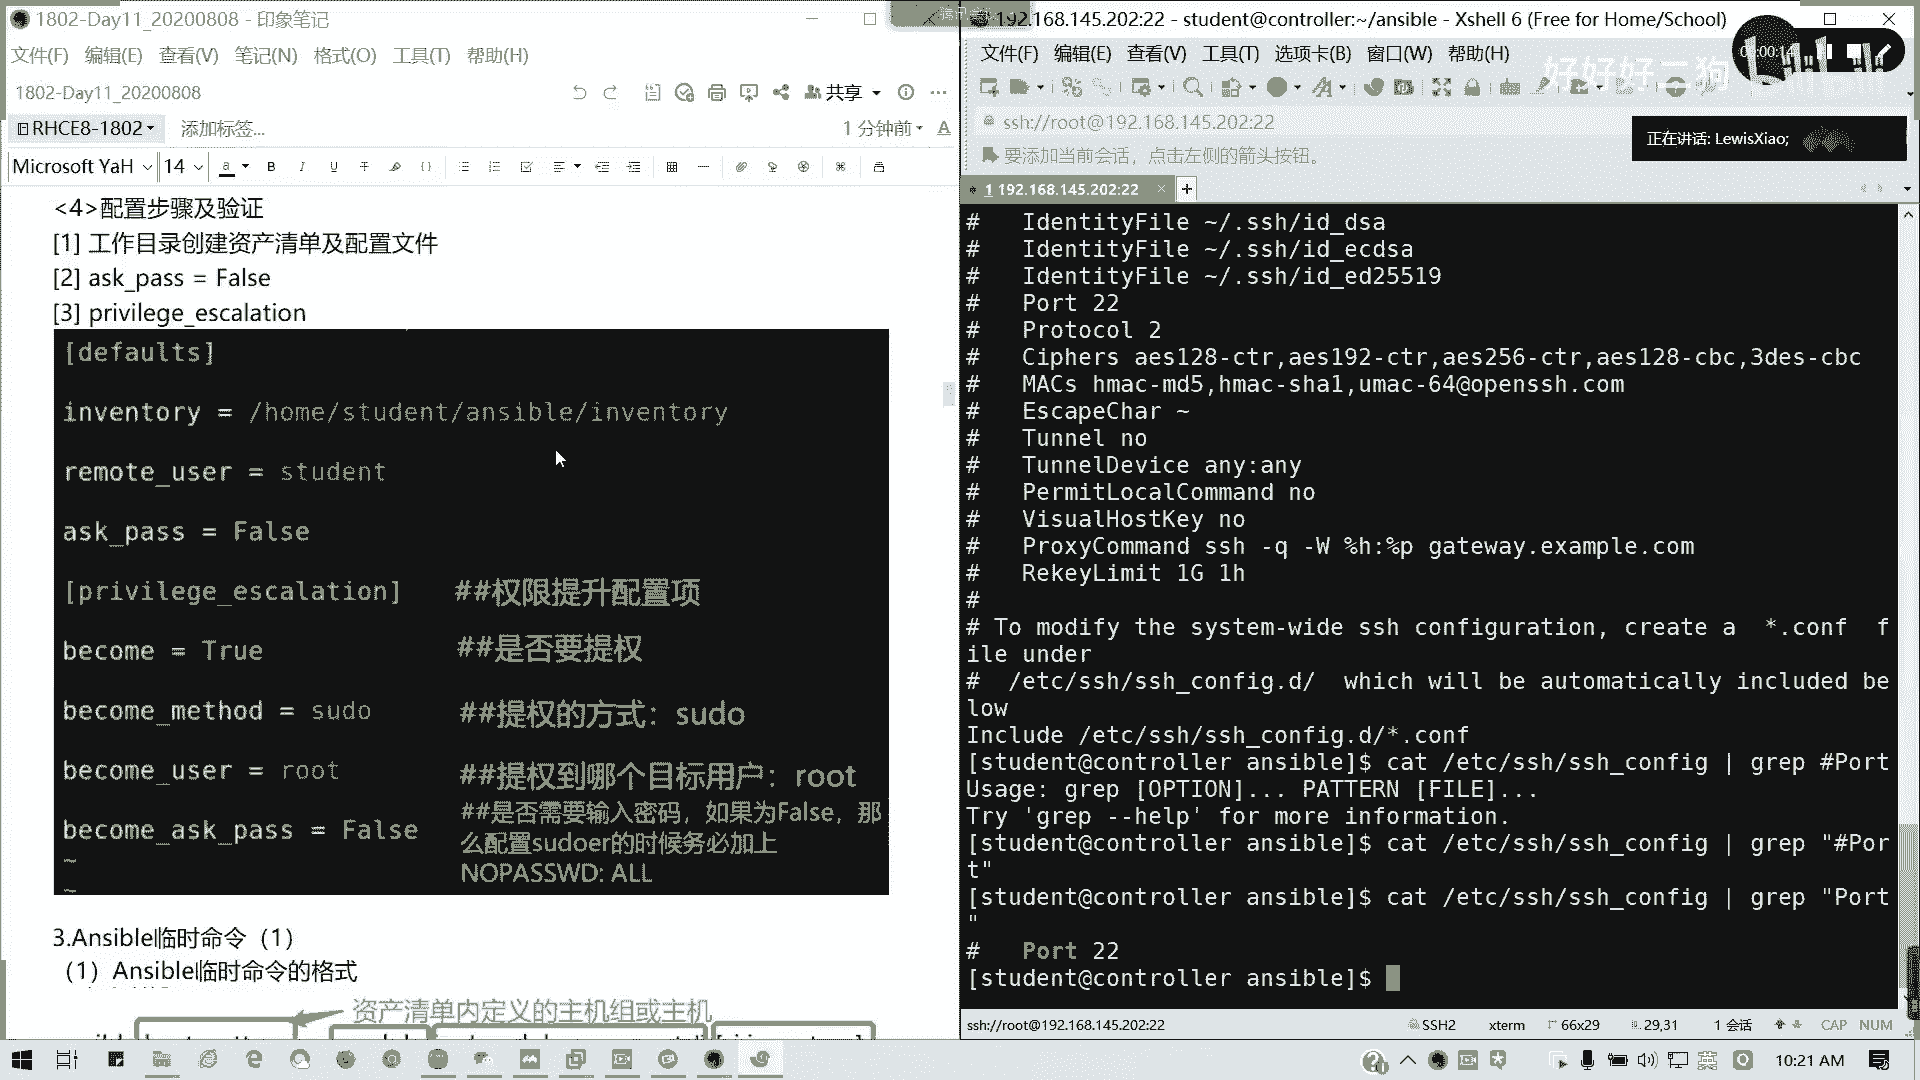 1802-Day11_20200808 - 印象笔记
文件(F) 编辑(E) 查看(V) 笔记(N) 格式(O) 工具(T) 帮助(H)
1802-Day11_20200808
共享
RHCE8-1802
添加标签...
1 分钟前
Microsoft YaH
14
<4>配置步骤及验证
[1] 工作目录创建资产清单及配置文件
[2] ask_pass = False
[3] privilege_escalation
[defaults]
inventory = /home/student/ansible/inventory
remote_user = student
ask_pass = False
[privilege_escalation] ##权限提升配置项
become = True ##是否要提权
become_method = sudo ##提权的方式：sudo
become_user = root ##提权到哪个目标用户：root
become_ask_pass = False
##是否需要输入密码，如果为False，那
么配置sudoer的时候务必加上
NOPASSWD: ALL
~
~
3.Ansible临时命令（1）
（1）Ansible临时命令的格式
资产清单内定义的主机组或主机
192.168.145.202:22 - student@controller:~/ansible - Xshell 6 (Free for Home/School)
文件(F) 编辑(E) 查看(V) 工具(T) 选项卡(B) 窗口(W) 帮助(H)
好好好二狗
ssh://root@192.168.145.202:22
正在讲话: LewisXiao;
要添加当前会话，点击左侧的箭头按钮。
1 192.168.145.202:22
#   IdentityFile ~/.ssh/id_dsa
#   IdentityFile ~/.ssh/id_ecdsa
#   IdentityFile ~/.ssh/id_ed25519
#   Port 22
#   Protocol 2
#   Ciphers aes128-ctr,aes192-ctr,aes256-ctr,aes128-cbc,3des-cbc
#   MACs hmac-md5,hmac-sha1,umac-64@openssh.com
#   EscapeChar ~
#   Tunnel no
#   TunnelDevice any:any
#   PermitLocalCommand no
#   VisualHostKey no
#   ProxyCommand ssh -q -W %h:%p gateway.example.com
#   RekeyLimit 1G 1h
#
# To modify the system-wide ssh configuration, create a  *.conf  f
ile under
#  /etc/ssh/ssh_config.d/  which will be automatically included be
low
Include /etc/ssh/ssh_config.d/*.conf
[student@controller ansible]$ cat /etc/ssh/ssh_config | grep #Port
Usage: grep [OPTION]... PATTERN [FILE]...
Try 'grep --help' for more information.
[student@controller ansible]$ cat /etc/ssh/ssh_config | grep "#Por
t"
[student@controller ansible]$ cat /etc/ssh/ssh_config | grep "Port
"
#   Port 22
[student@controller ansible]$
ssh://root@192.168.145.202:22
SSH2
xterm
66x29
29,31
1 会话
CAP NUM
英
10:21 AM